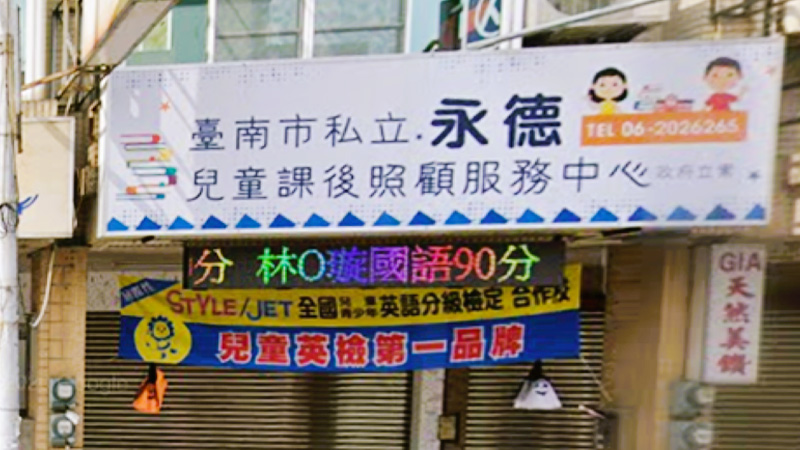 臺南市私立.永德
TEL 06-2026265
兒童課後照顧服務中心 政府立案
分 林O璇國語90分
STYLE/JET 全國兒童青少年英語分級檢定 合作校
兒童英檢第一品牌
GIA
天然美鑽